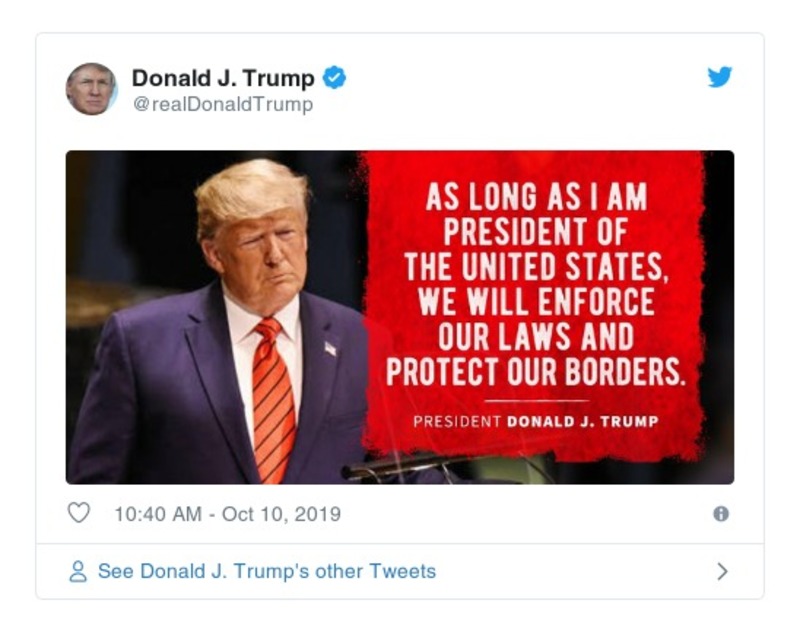 Donald J. Trump
@realDonaldTrump
AS LONG AS I AM
PRESIDENT OF
THE UNITED STATES,
WE WILL ENFORCE
OUR LAWS AND
PROTECT OUR BORDERS.
PRESIDENT DONALD J. TRUMP
10:40 AM - Oct 10, 2019
See Donald J. Trump's other Tweets